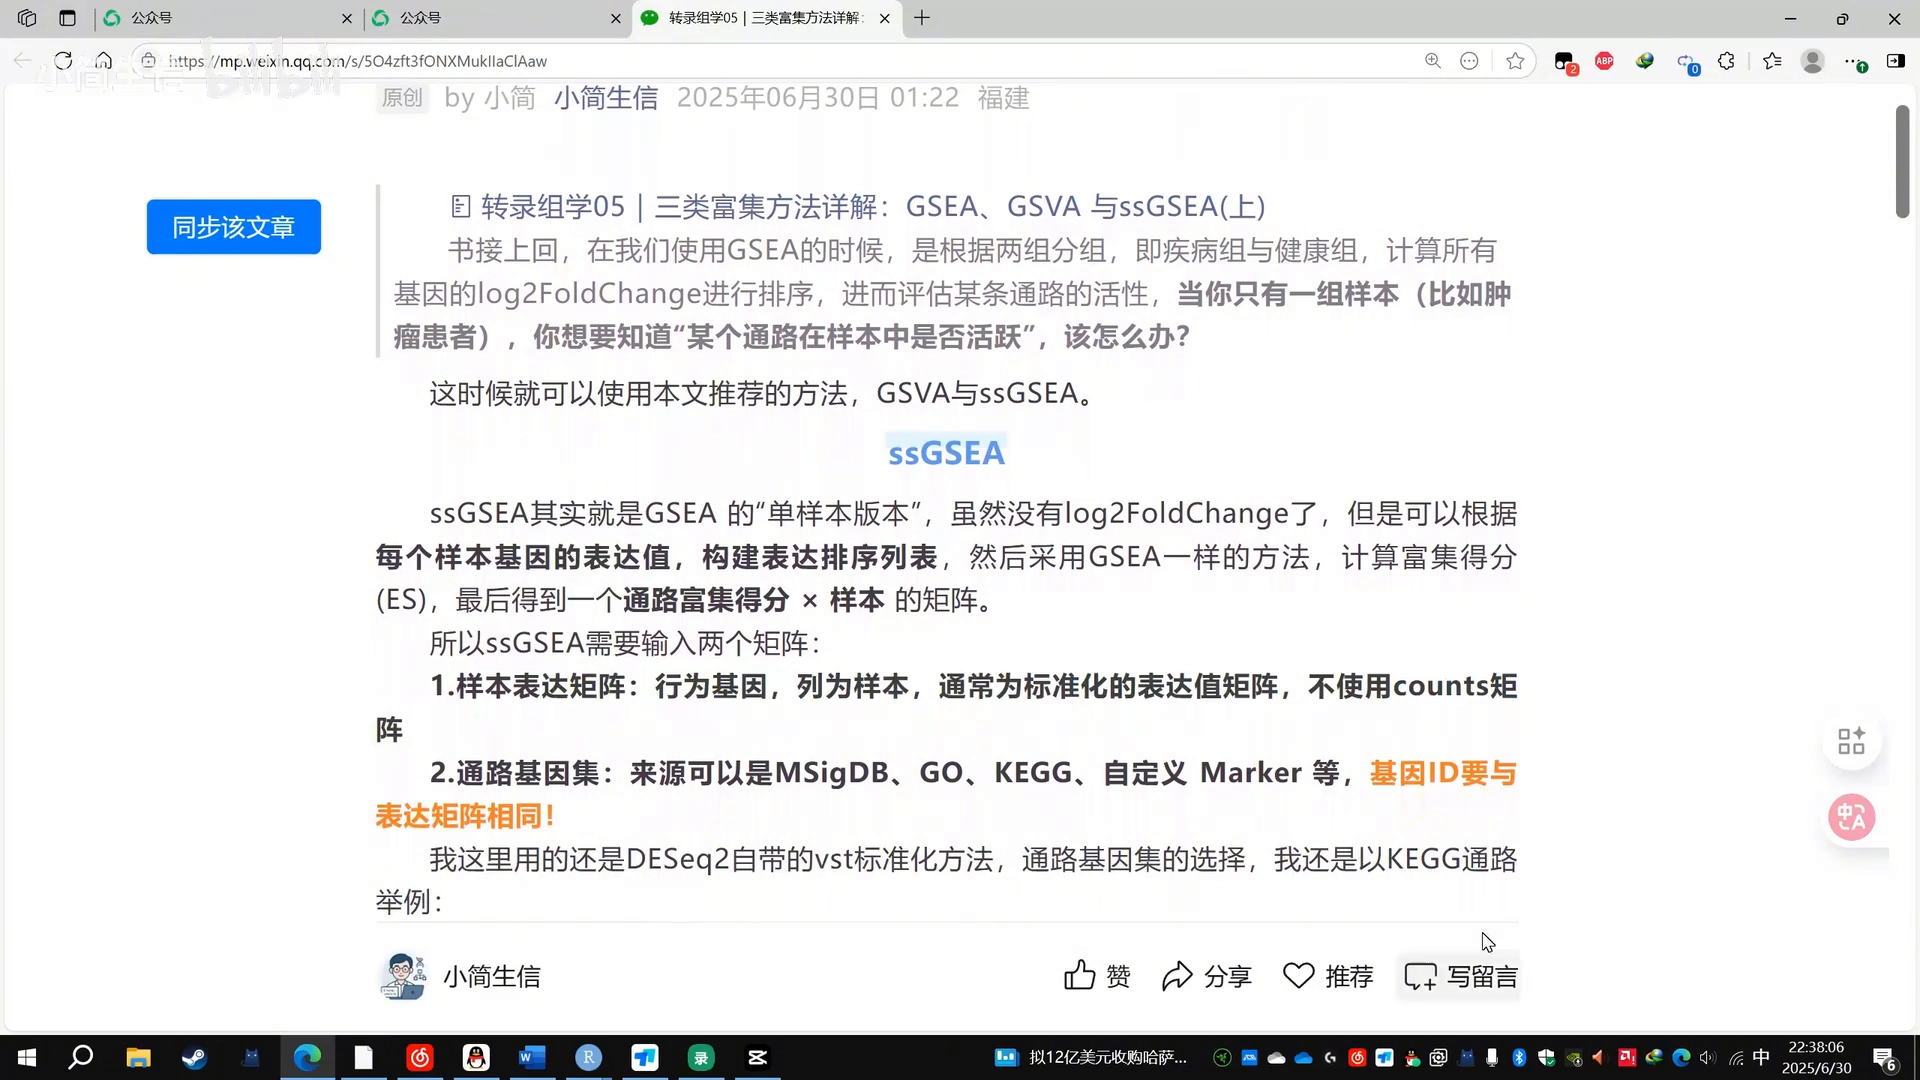 公众号
公众号
转录组学05｜三类富集方法详解：
https://mp.weixin.qq.com/s/5O4zft3fONXMukIIaClAaw
2
ABP
0
小简生信 bilibili
原创 by 小简 小简生信 2025年06月30日 01:22 福建
同步该文章
转录组学05｜三类富集方法详解：GSEA、GSVA 与ssGSEA(上)
书接上回，在我们使用GSEA的时候，是根据两组分组，即疾病组与健康组，计算所有
基因的log2FoldChange进行排序，进而评估某条通路的活性，当你只有一组样本（比如肿
瘤患者），你想要知道“某个通路在样本中是否活跃”，该怎么办？
这时候就可以使用本文推荐的方法，GSVA与ssGSEA。
ssGSEA
ssGSEA其实就是GSEA 的“单样本版本”，虽然没有log2FoldChange了，但是可以根据
每个样本基因的表达值，构建表达排序列表，然后采用GSEA一样的方法，计算富集得分
(ES)，最后得到一个通路富集得分 × 样本 的矩阵。
所以ssGSEA需要输入两个矩阵：
1.样本表达矩阵：行为基因，列为样本，通常为标准化的表达值矩阵，不使用counts矩
阵
2.通路基因集：来源可以是MSigDB、GO、KEGG、自定义 Marker 等，基因ID要与
表达矩阵相同！
我这里用的还是DESeq2自带的vst标准化方法，通路基因集的选择，我还是以KEGG通路
举例：
小简生信
赞 分享 推荐 写留言
拟12亿美元收购哈萨...
中
22:38:06
2025/6/30
6